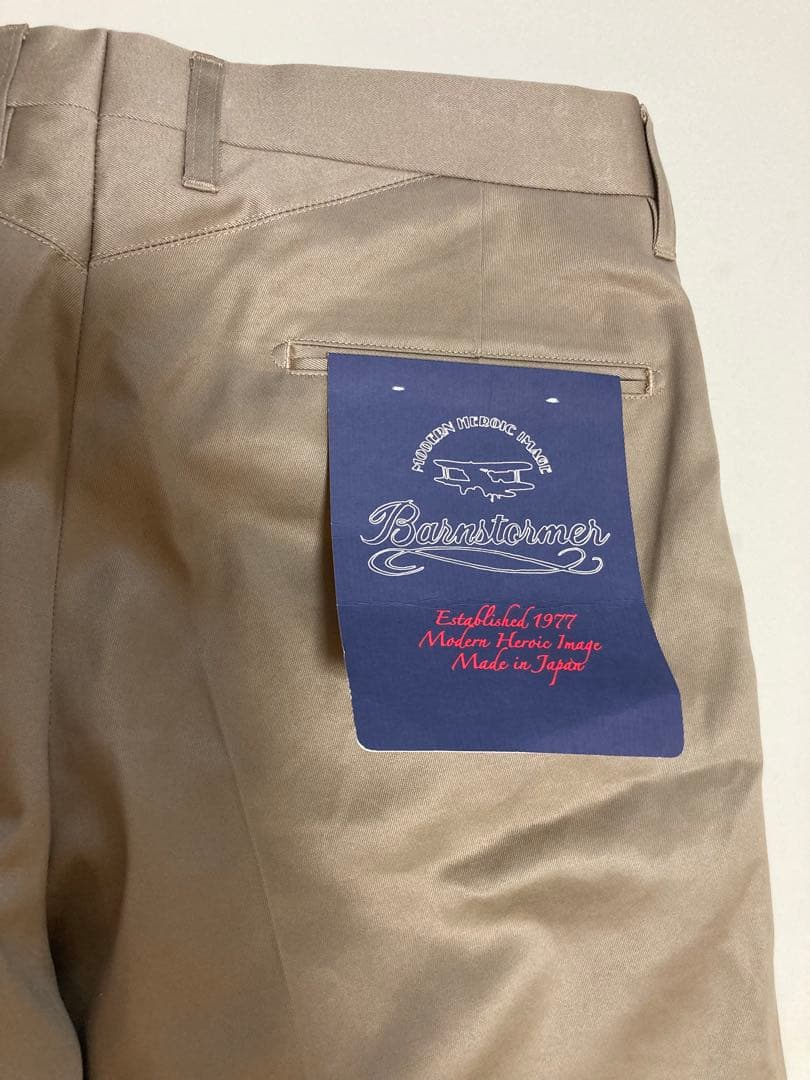 MODERN HEROIC IMAGE
Barnstormer
Established 1977
Modern Heroic Image
Made in Japan